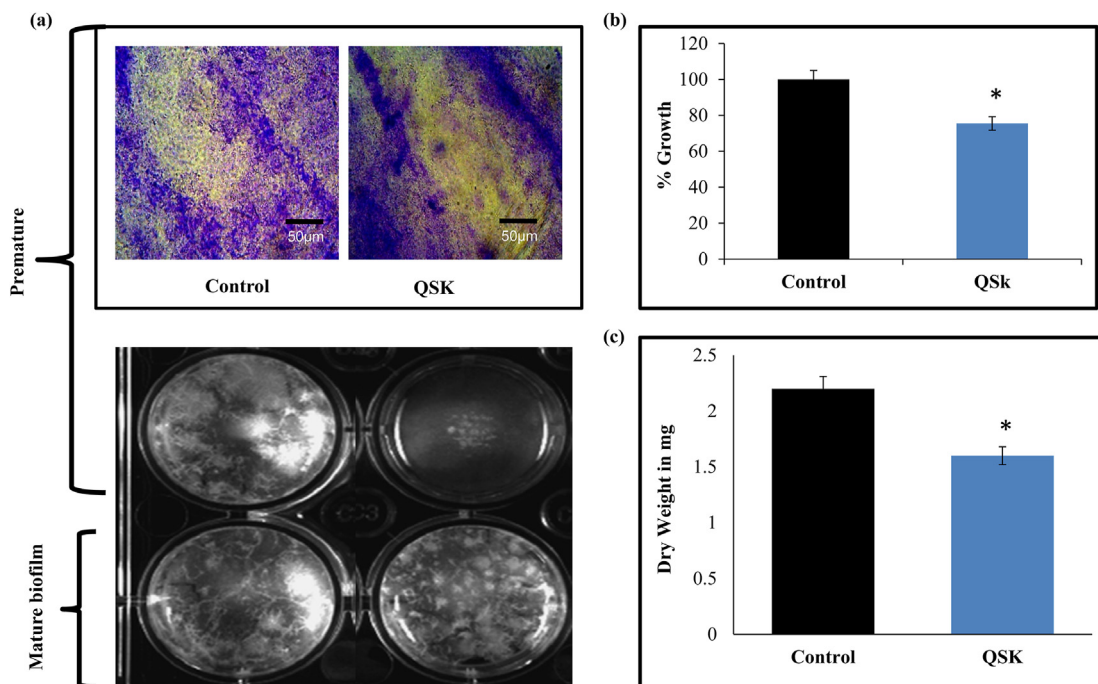 (a)
Premature
50µm
50µm
Control
QSK
Mature biofilm
(b)
% Growth
120
100
80
60
40
20
0
*
Control
QSk
(c)
Dry Weight in mg
2.5
2
1.5
1
0.5
0
*
Control
QSK